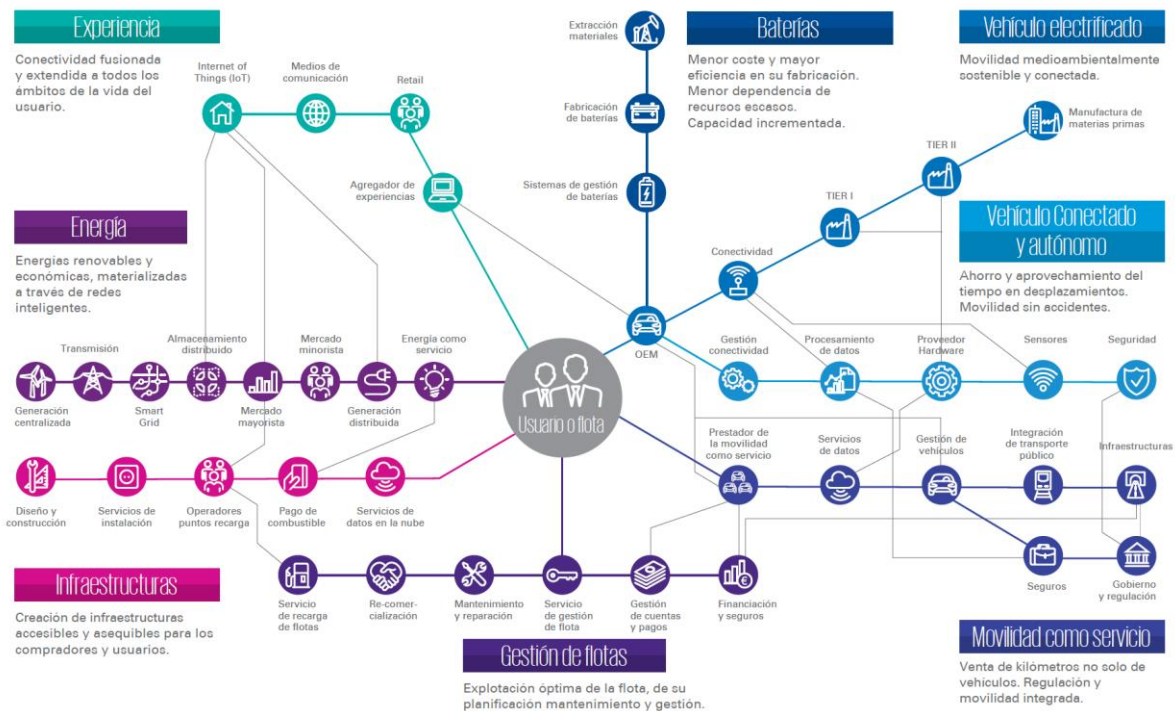 Experiencia
Conectividad fusionada
y extendida a todos los
ámbitos de la vida del
usuario.
Internet of
Things (IoT)
Medios de
comunicación
Retail
Agregador de
experiencias
Extracción
materiales
Fabricación
de baterías
Sistemas de gestión
de baterías
Baterías
Menor coste y mayor
eficiencia en su fabricación.
Menor dependencia de
recursos escasos.
Capacidad incrementada.
Vehículo electrificado
Movilidad medioambientalmente
sostenible y conectada.
Manufactura de
materias primas
TIER II
TIER I
Conectividad
OEM
Vehículo Conectado
y autónomo
Ahorro y aprovechamiento del
tiempo en desplazamientos.
Movilidad sin accidentes.
Gestión
conectividad
Procesamiento
de datos
Proveedor
Hardware
Sensores
Seguridad
Energía
Energías renovables y
económicas, materializadas
a través de redes
inteligentes.
Transmisión
Almacenamiento
distribuido
Mercado
minorista
Energía como
servicio
Generación
centralizada
Smart
Grid
Mercado
mayorista
Generación
distribuida
Usuario o flota
Prestador de
la movilidad
como servicio
Servicios
de datos
Gestión de
vehículos
Integración
de transporte
público
Infraestructuras
Diseño y
construcción
Servicios de
instalación
Operadores
puntos recarga
Pago de
combustible
Servicios de
datos en la nube
Seguros
Gobierno
y regulación
Infraestructuras
Creación de infraestructuras
accesibles y asequibles para los
compradores y usuarios.
Servicio
de recarga
de flotas
Re-comer-
cialización
Mantenimiento
y reparación
Servicio
de gestión
de flota
Gestión
de cuentas
y pagos
€
Financiación
y seguros
Gestión de flotas
Explotación óptima de la flota, de su
planificación mantenimiento y gestión.
Movilidad como servicio
Venta de kilómetros no solo de
vehículos. Regulación y
movilidad integrada.